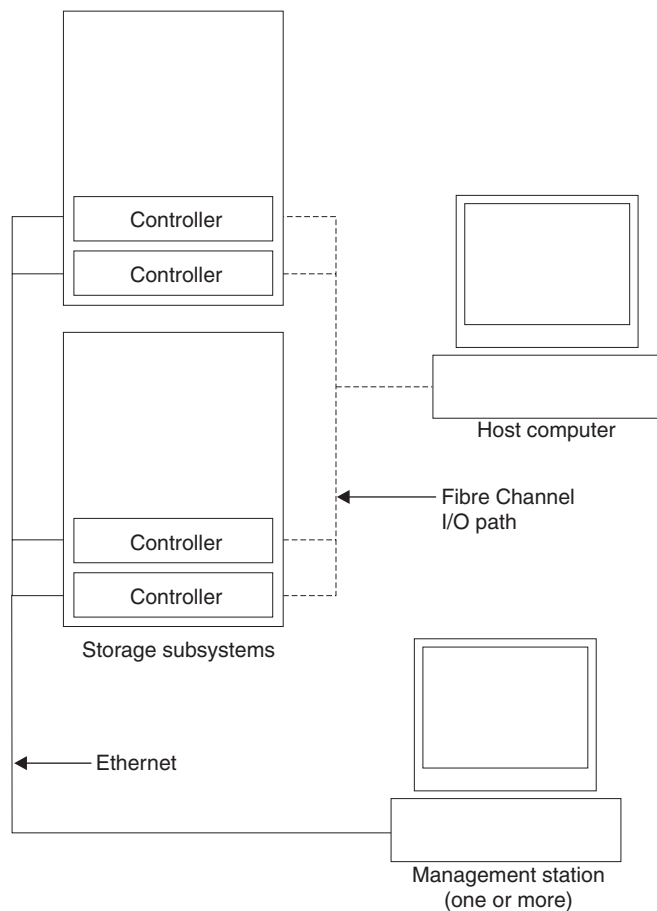 Controller
Controller
Host computer
Fibre Channel
I/O path
Controller
Controller
Storage subsystems
Ethernet
Management station
(one or more)